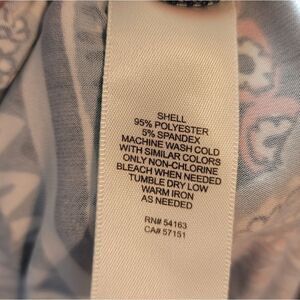 SHELL
95% POLYESTER
5% SPANDEX
MACHINE WASH COLD
WITH SIMILAR COLORS
ONLY NON-CHLORINE
BLEACH WHEN NEEDED
TUMBLE DRY LOW
WARM IRON
AS NEEDED
RN# 54163
CA# 57151